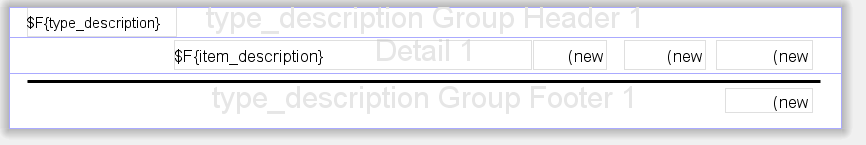 type_description Group Header 1
$F{type_description}
Detail 1
$F{item_description} (new (new (new
type_description Group Footer 1
(new